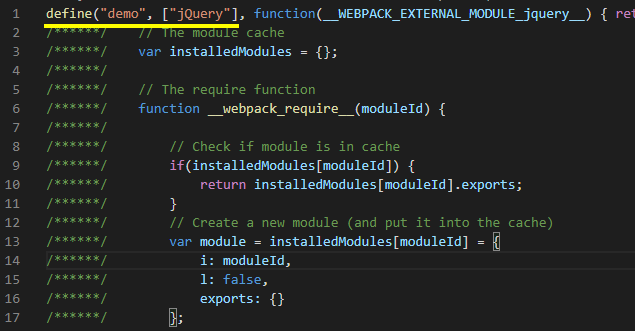 1 define("demo", ["jQuery"], function(__WEBPACK_EXTERNAL_MODULE_jquery__) { ret
2 /******/ // The module cache
3 /******/ var installedModules = {};
4 /******/
5 /******/ // The require function
6 /******/ function __webpack_require__(moduleId) {
7 /******/
8 /******/ // Check if module is in cache
9 /******/ if(installedModules[moduleId]) {
10 /******/ return installedModules[moduleId].exports;
11 /******/ }
12 /******/ // Create a new module (and put it into the cache)
13 /******/ var module = installedModules[moduleId] = {
14 /******/ i: moduleId,
15 /******/ l: false,
16 /******/ exports: {}
17 /******/ };